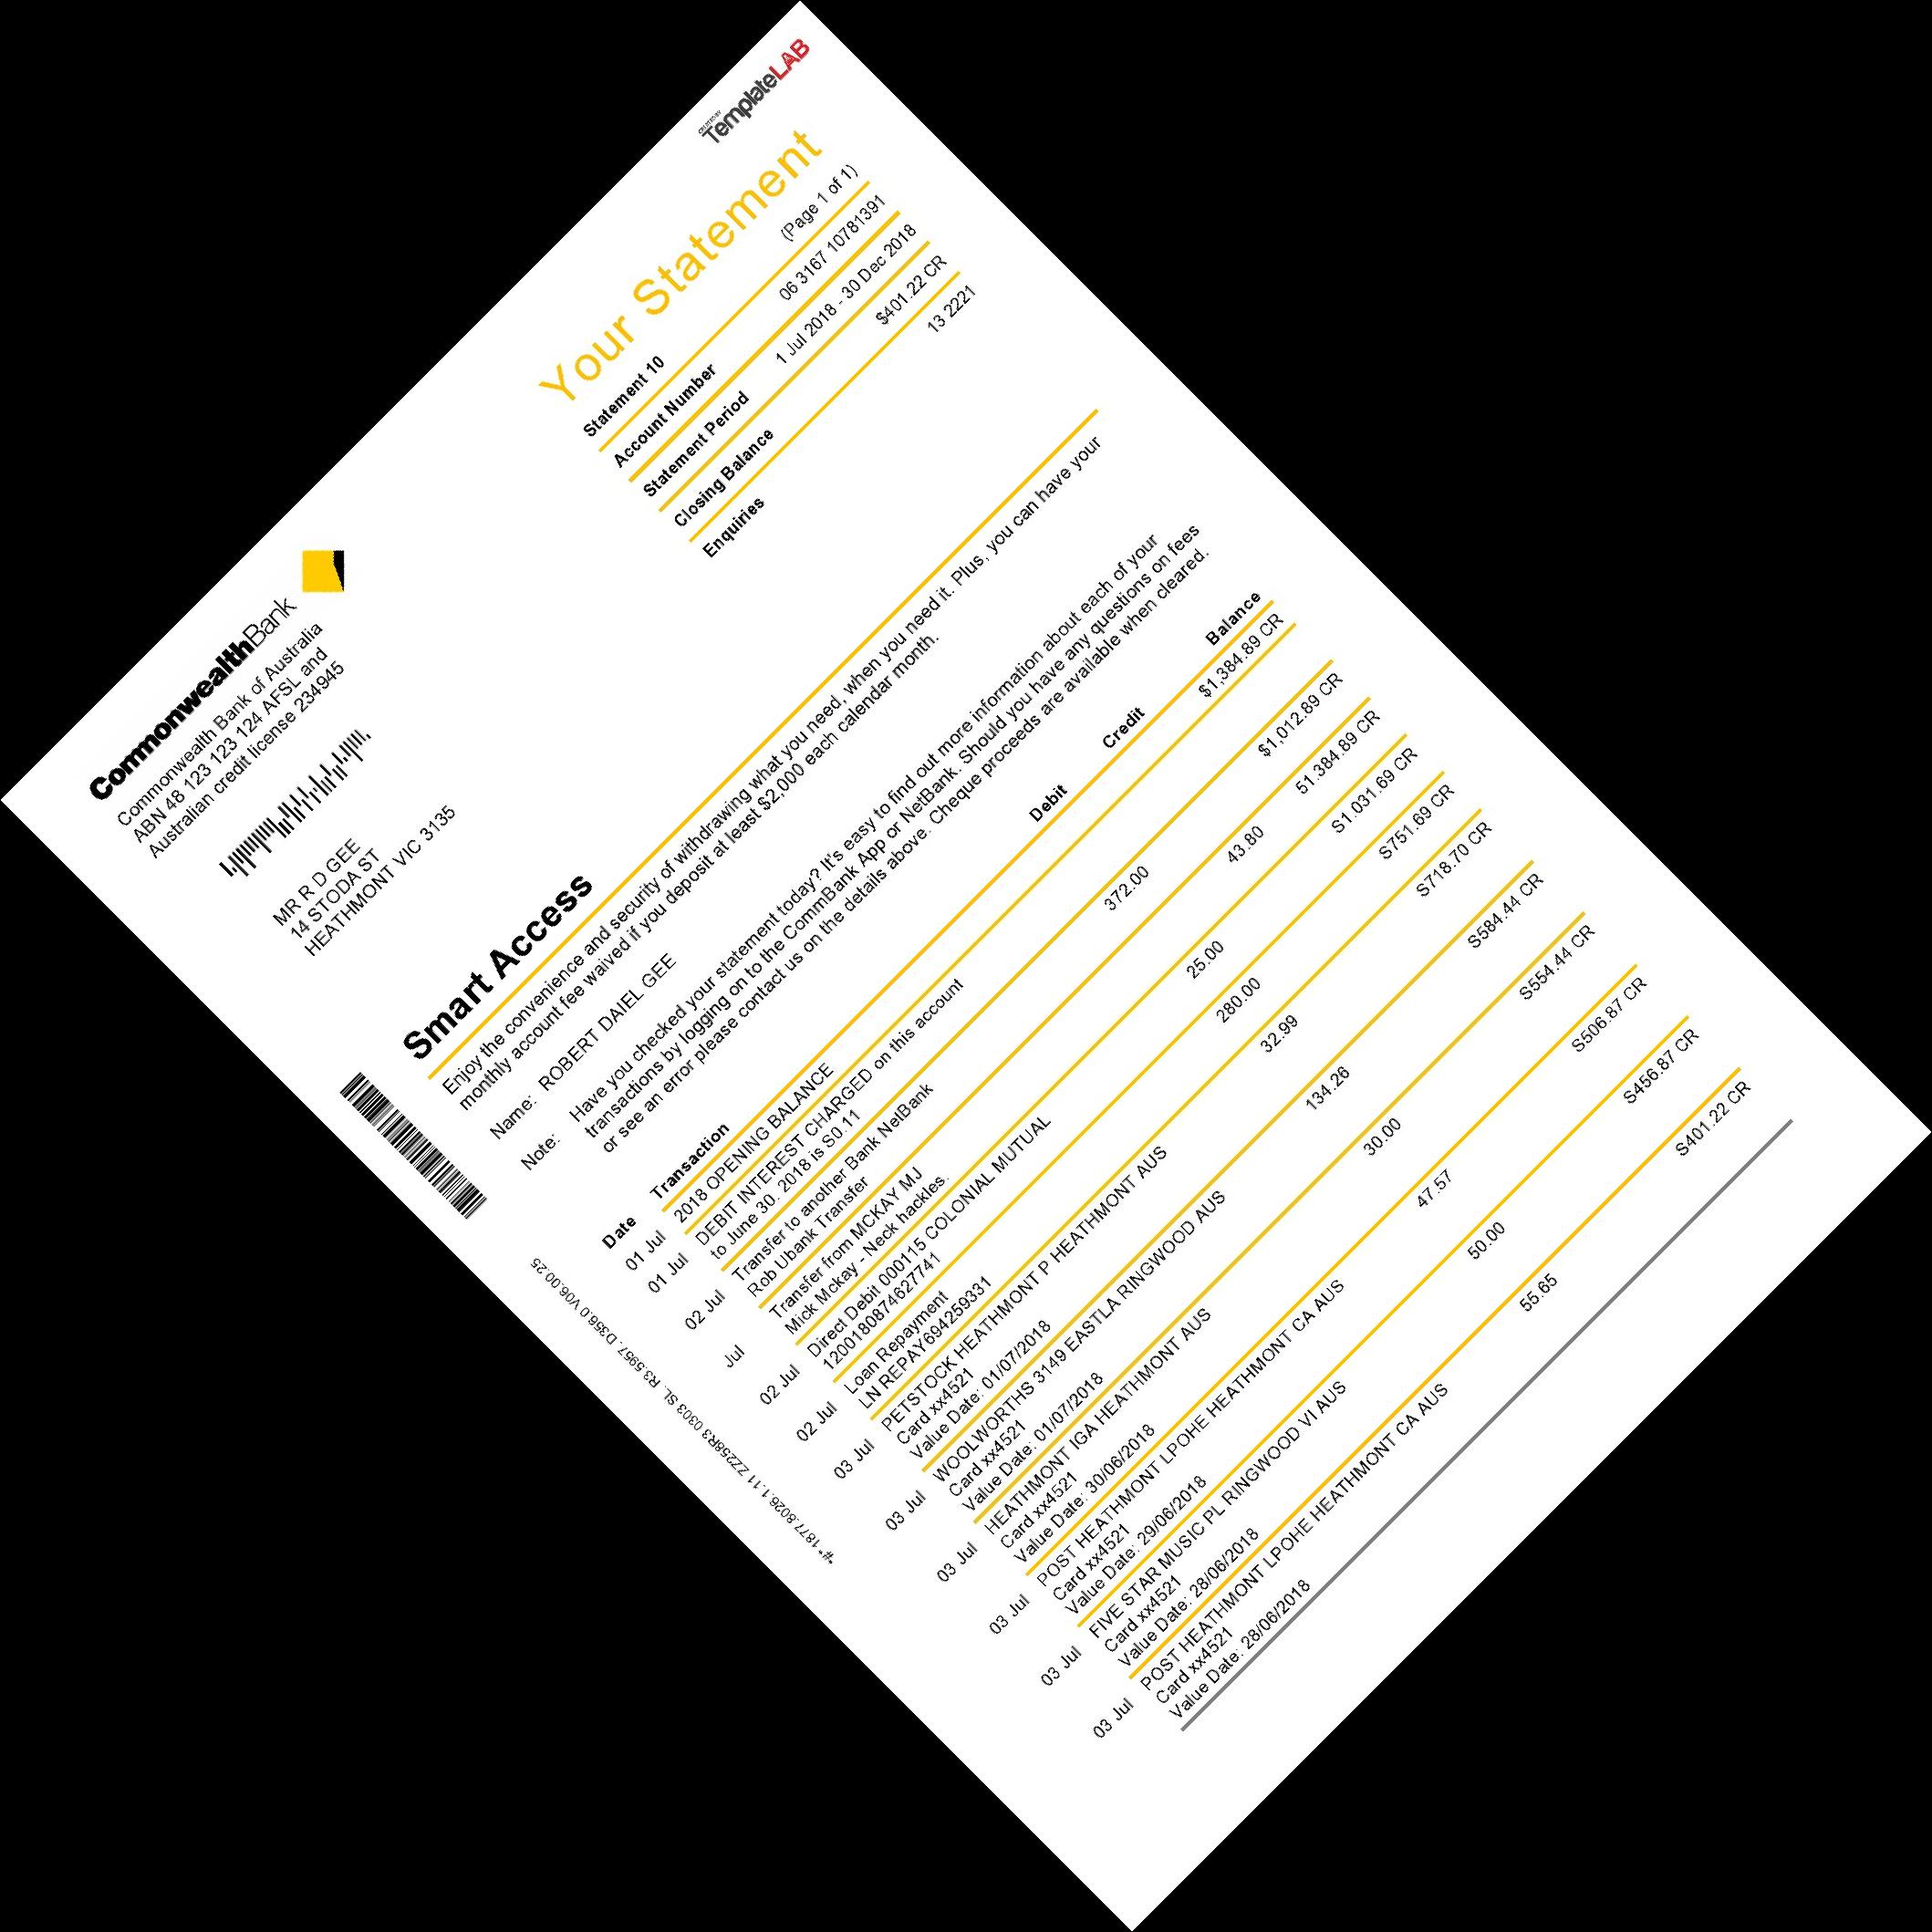 CREATED BY
TemplateLAB
CommonwealthBank
Commonwealth Bank of Australia
ABN 48 123 123 124 AFSL and
Australian credit license 234945
MR R D GEE
14 STODA ST
HEATHMONT VIC 3135
Your Statement
Statement 10 (Page 1 of 1)
Account Number 06 3167 10781391
Statement Period 1 Jul 2018 - 30 Dec 2018
Closing Balance $401.22 CR
Enquiries 13 2221
Smart Access
Enjoy the convenience and security of withdrawing what you need, when you need it. Plus, you can have your
monthly account fee waived if you deposit at least $2,000 each calendar month.
Name: ROBERT DAIEL GEE
Note: Have you checked your statement today? It's easy to find out more information about each of your
transactions by logging on to the CommBank App or NetBank. Should you have any questions on fees
or see an error please contact us on the details above. Cheque proceeds are available when cleared.
Date Transaction Debit Credit Balance
01 Jul 2018 OPENING BALANCE $1,384.89 CR
01 Jul DEBIT INTEREST CHARGED on this account
to June 30. 2018 is S0.11
02 Jul Transfer to another Bank NetBank 372.00 $1,012.89 CR
Rob Ubank Transfer
Jul Transfer from MCKAY MJ 43.80 51.384.89 CR
Mick Mckay - Neck hackles.
02 Jul Direct Debit 000115 COLONIAL MUTUAL 25.00 S1.031.69 CR
12001808746277​41
02 Jul Loan Repayment 280.00 S751.69 CR
LN REPAY694259331
03 Jul PETSTOCK HEATHMONT P HEATHMONT AUS 32.99 S718.70 CR
Card xx4521
Value Date: 01/07/2018
03 Jul WOOLWORTHS 3149 EASTLA RINGWOOD AUS 134.26 S584.44 CR
Card xx4521
Value Date: 01/07/2018
03 Jul HEATHMONT IGA HEATHMONT AUS 30.00 S554.44 CR
Card xx4521
Value Date: 30/06/2018
03 Jul POST HEATHMONT LPOHE HEATHMONT CA AUS 47.57 S506.87 CR
Card xx4521
Value Date: 29/06/2018
03 Jul FIVE STAR MUSIC PL RINGWOOD VI AUS 50.00 S456.87 CR
Card xx4521
Value Date: 28/06/2018
03 Jul POST HEATHMONT LPOHE HEATHMONT CA AUS 55.65 S401.22 CR
Card xx4521
Value Date: 28/06/2018
*#* 1877.8026.1.11 ZZ258R3 0303 SL. R3.5957. D356.0 V06.00.25